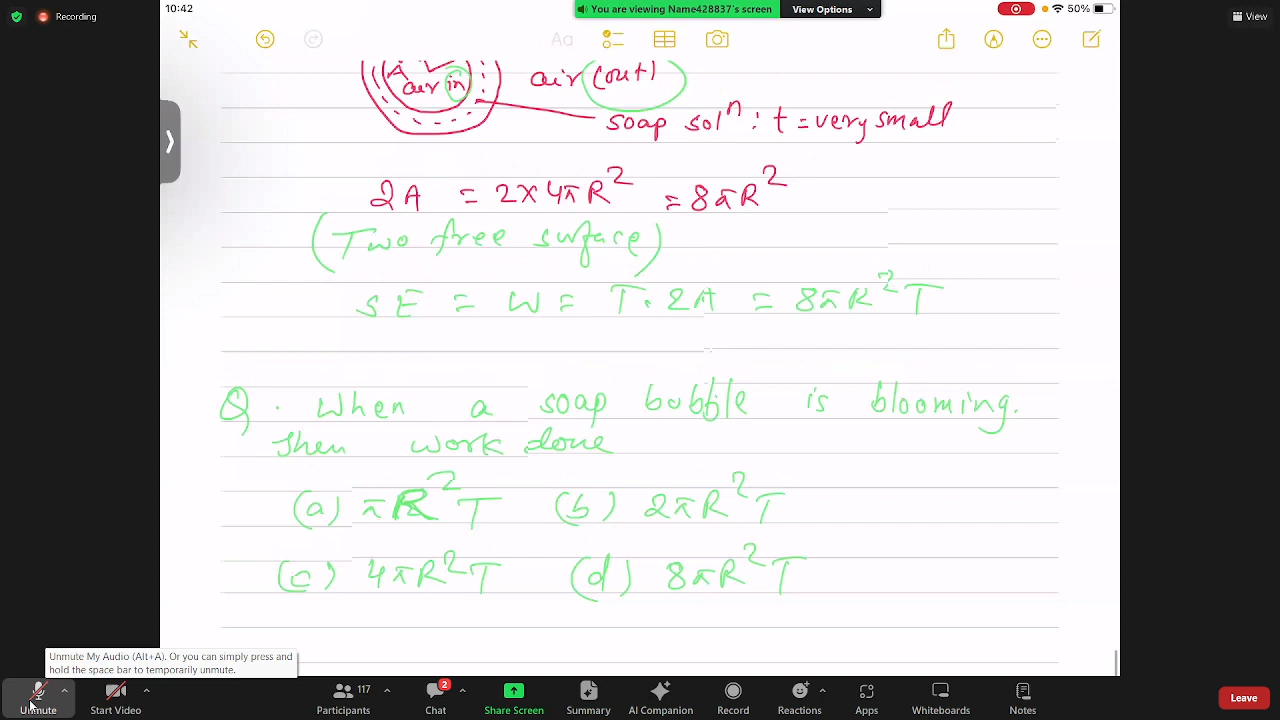 10:42
Recording
You are viewing Name428837's screen
View Options
50%
View
Aa
air in
air (out)
soap solⁿ : t = very small
2A = 2 × 4πR² = 8πR²
(Two free surface)
SE = W = T . 2A = 8πR²T
Q . When a soap bubble is blooming.
then work done
(a) πR²T (b) 2πR²T
(c) 4πR²T (d) 8πR²T
Unmute My Audio (Alt+A). Or you can simply press and
hold the space bar to temporarily unmute.
Unmute
Start Video
Participants 117
Chat 2
Share Screen
Summary
AI Companion
Record
Reactions
Apps
Whiteboards
Notes
Leave